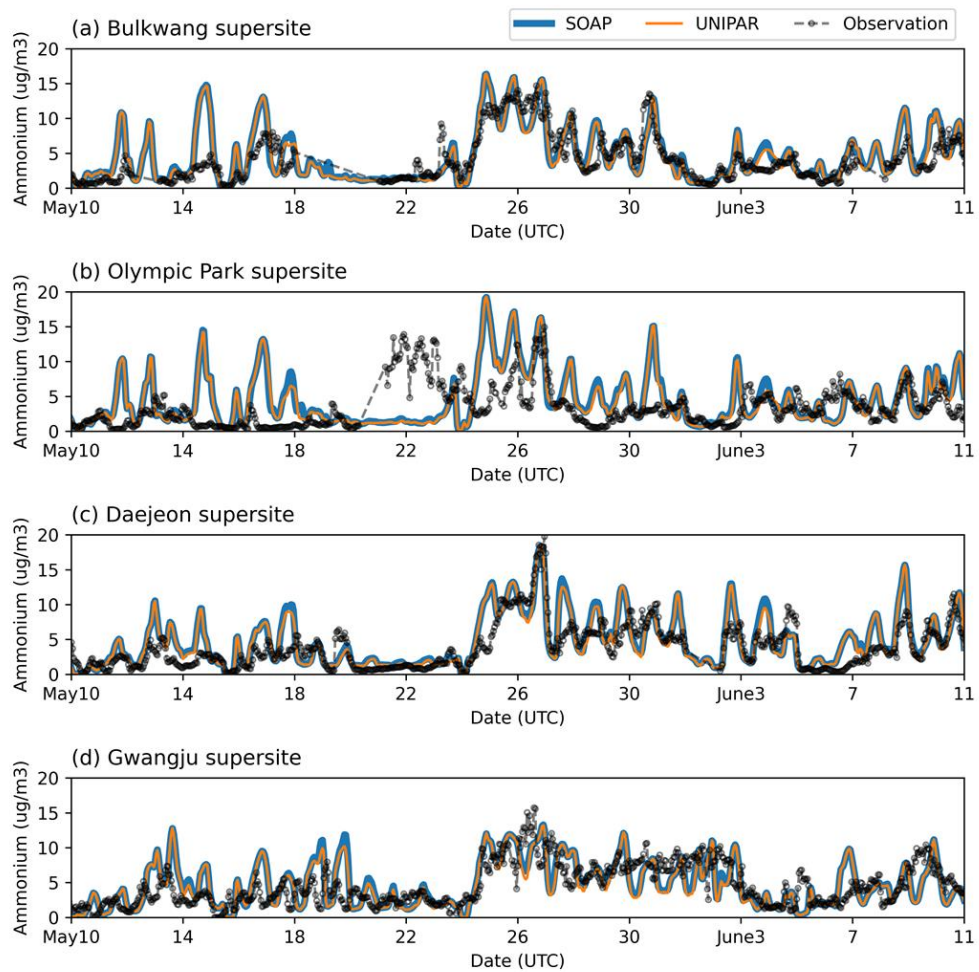 (a) Bulkwang supersite
SOAP UNIPAR Observation
Ammonium (ug/m3)
20
15
10
5
0
May10 14 18 22 26 30 June3 7 11
Date (UTC)
(b) Olympic Park supersite
Ammonium (ug/m3)
20
15
10
5
0
May10 14 18 22 26 30 June3 7 11
Date (UTC)
(c) Daejeon supersite
Ammonium (ug/m3)
20
15
10
5
0
May10 14 18 22 26 30 June3 7 11
Date (UTC)
(d) Gwangju supersite
Ammonium (ug/m3)
20
15
10
5
0
May10 14 18 22 26 30 June3 7 11
Date (UTC)